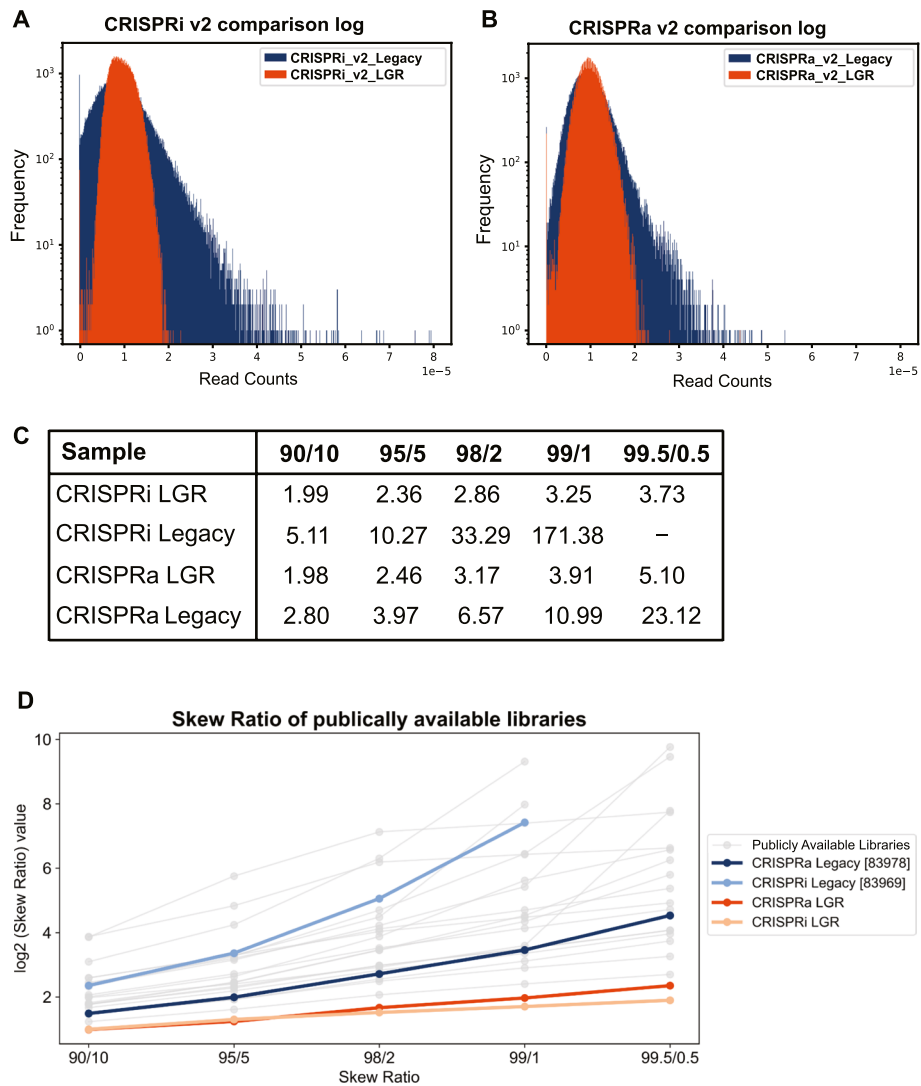 A
CRISPRi v2 comparison log
CRISPRi_v2_Legacy
CRISPRi_v2_LGR
Frequency
10³
10²
10¹
10⁰
0 1 2 3 4 5 6 7 8
1e−5
Read Counts
B
CRISPRa v2 comparison log
CRISPRa_v2_Legacy
CRISPRa_v2_LGR
Frequency
10³
10²
10¹
10⁰
0 1 2 3 4 5 6 7 8
1e−5
Read Counts
C
Sample 90/10 95/5 98/2 99/1 99.5/0.5
CRISPRi LGR 1.99 2.36 2.86 3.25 3.73
CRISPRi Legacy 5.11 10.27 33.29 171.38 –
CRISPRa LGR 1.98 2.46 3.17 3.91 5.10
CRISPRa Legacy 2.80 3.97 6.57 10.99 23.12
D
Skew Ratio of publically available libraries
log2 (Skew Ratio) value
10
8
6
4
2
90/10 95/5 98/2 99/1 99.5/0.5
Skew Ratio
Publicly Available Libraries
CRISPRa Legacy [83978]
CRISPRi Legacy [83969]
CRISPRa LGR
CRISPRi LGR